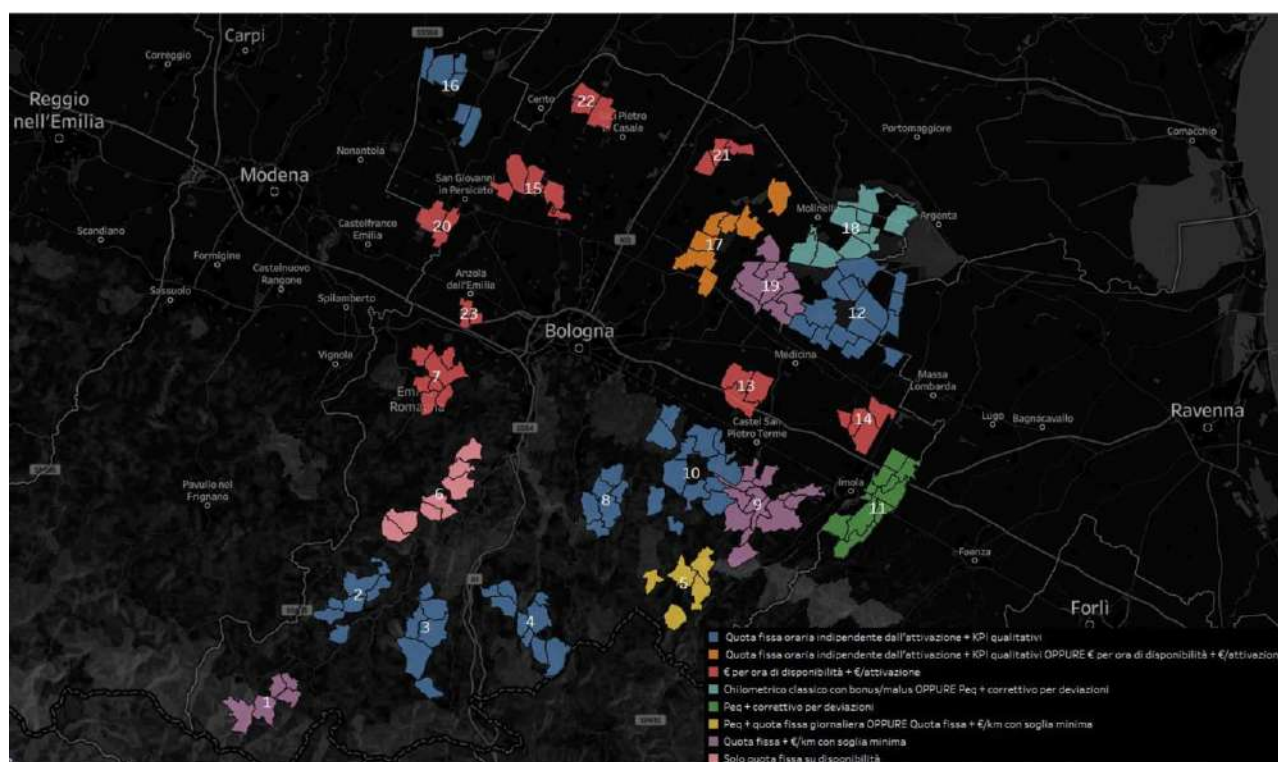 Carpi
Correggio
Reggio
nell'Emilia
16
Cento
22
Pietro
Casale
Portomaggiore
Comacchio
Nonantola
Modena
San Giovanni
in Persiceto
15
21
Castelfranco
Emilia
20
Scandiano
Formigine
Castelnuovo
Rangone
Sassuolo
Spilamberto
Vignola
Anzola
dall'Emilia
23
Bologna
Molinell
18
Argenta
17
19
12
Medicina
Massa
Lombarda
7
Romagna
13
Castel San
Pietro Terme
14
Lugo
Bagnacavallo
Ravenna
Pavullo nel
Frignano
6
8
10
9
Imola
11
Faenza
Forlì
5
2
3
4
1
Quota fissa oraria indipendente dall'attivazione + KPI qualitativi
Quota fissa oraria indipendente dall'attivazione + KPI qualitativi OPPURE € per ora di disponibilità + €/attivazion
€ per ora di disponibilità + €/attivazione
Chilometrico classico con bonus/malus OPPURE Peq + correttivo per deviazioni
Peq + correttivo per deviazioni
Peq + quota fissa giornaliera OPPURE Quota fissa + €/km con soglia minima
Quota fissa + €/km con soglia minima
Solo quota fissa su disponibilità